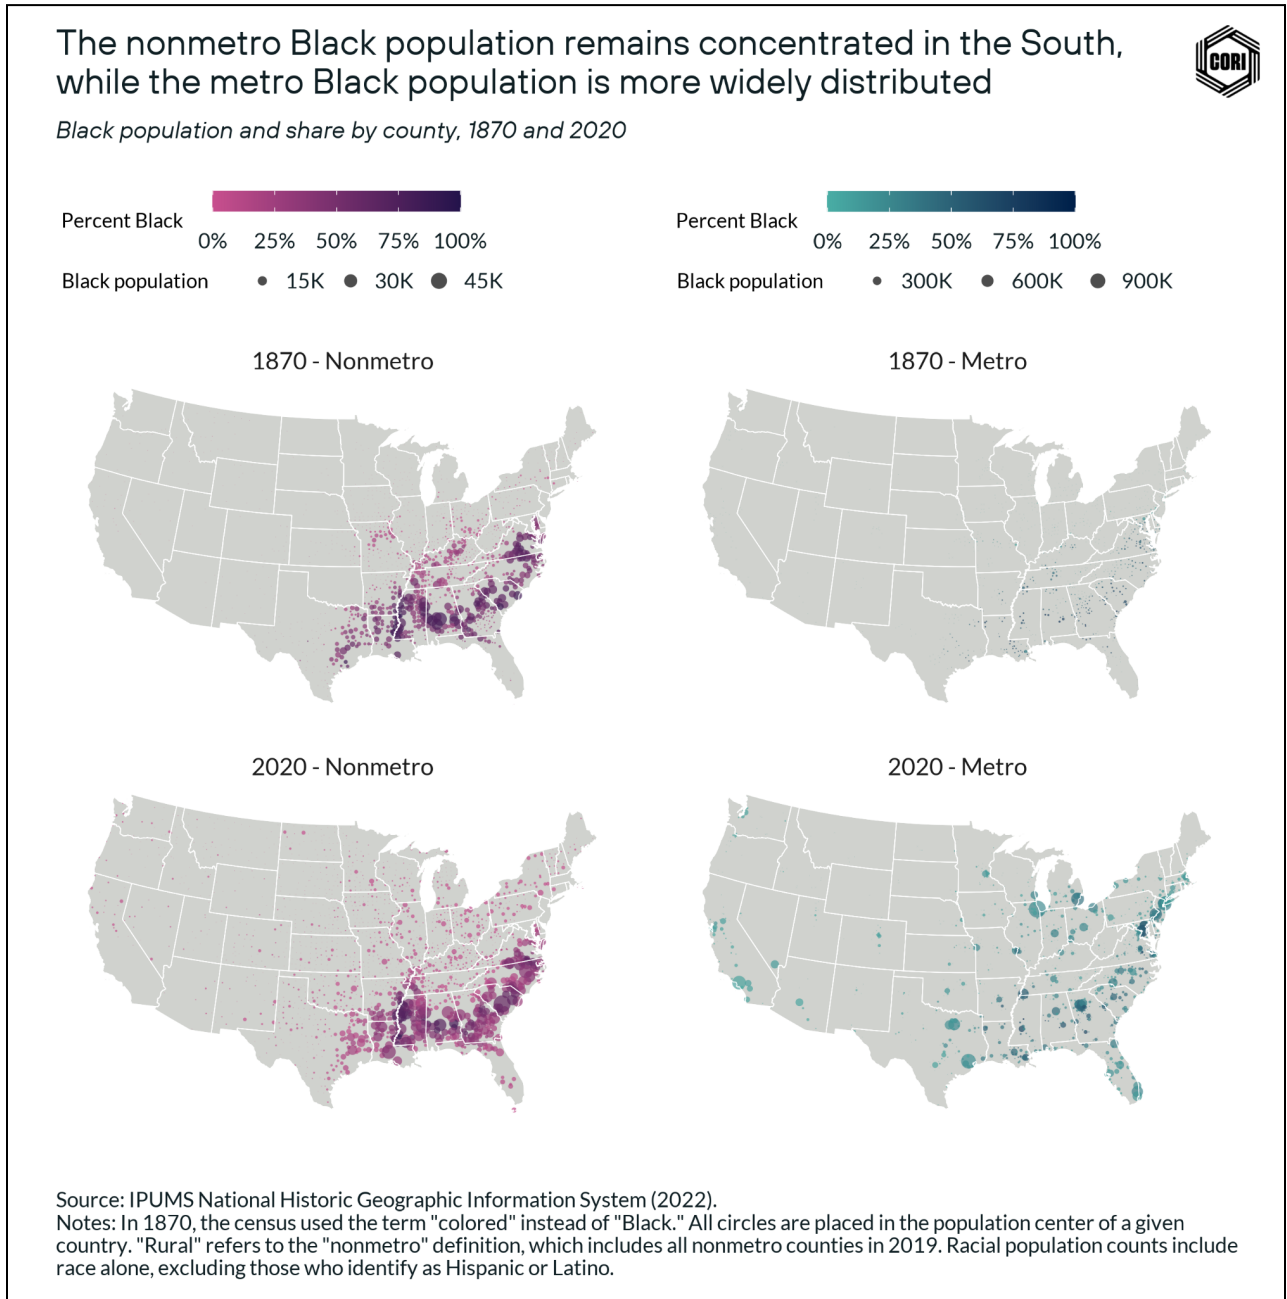 The nonmetro Black population remains concentrated in the South,
while the metro Black population is more widely distributed
CORI
Black population and share by county, 1870 and 2020
Percent Black
0% 25% 50% 75% 100%
Black population 15K 30K 45K
Percent Black
0% 25% 50% 75% 100%
Black population 300K 600K 900K
1870 - Nonmetro
1870 - Metro
2020 - Nonmetro
2020 - Metro
Source: IPUMS National Historic Geographic Information System (2022).
Notes: In 1870, the census used the term "colored" instead of "Black." All circles are placed in the population center of a given
country. "Rural" refers to the "nonmetro" definition, which includes all nonmetro counties in 2019. Racial population counts include
race alone, excluding those who identify as Hispanic or Latino.